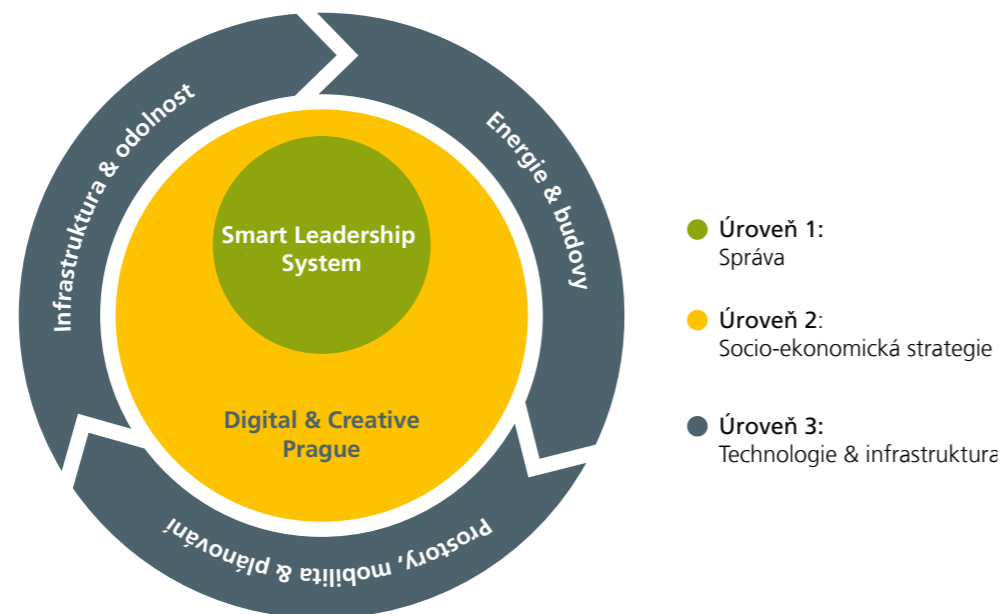 Infrastruktura & odolnost
Energie & budovy
Smart Leadership
System
Digital & Creative
Prague
Prostory, mobilita & plánování
Úroveň 1:
Správa
Úroveň 2:
Socio-ekonomická strategie
Úroveň 3:
Technologie & infrastruktura